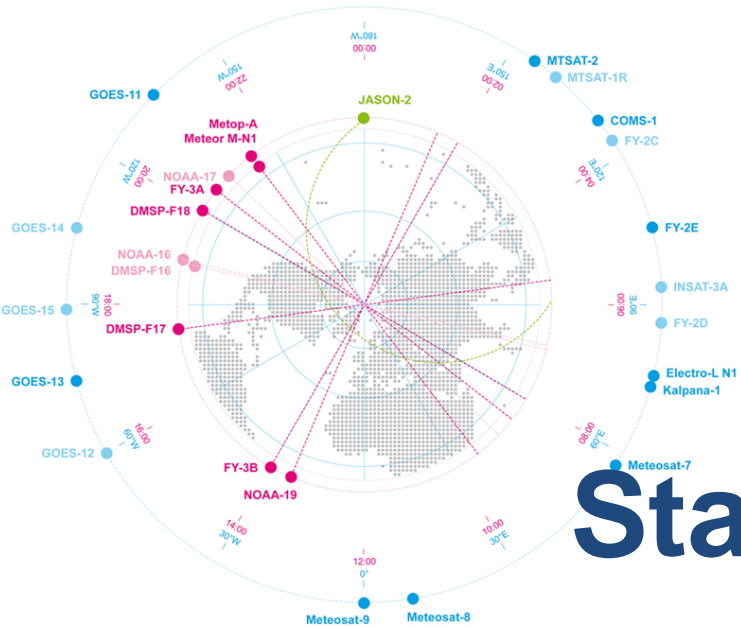 180°W
00:00
150°W
22:00
150°E
02:00
MTSAT-2
MTSAT-1R
GOES-11
JASON-2
COMS-1
FY-2C
Metop-A
Meteor M-N1
120°W
20:00
NOAA-17
FY-3A
120°E
04:00
DMSP-F18
GOES-14
FY-2E
NOAA-16
DMSP-F16
INSAT-3A
GOES-15
90°W
18:00
06:00
90°E
FY-2D
DMSP-F17
GOES-13
Electro-L N1
Kalpana-1
16:00
60°W
08:00
60°E
GOES-12
FY-3B
NOAA-19
Meteosat-7
Sta
14:00
30°W
10:00
30°E
12:00
0°
Meteosat-9
Meteosat-8